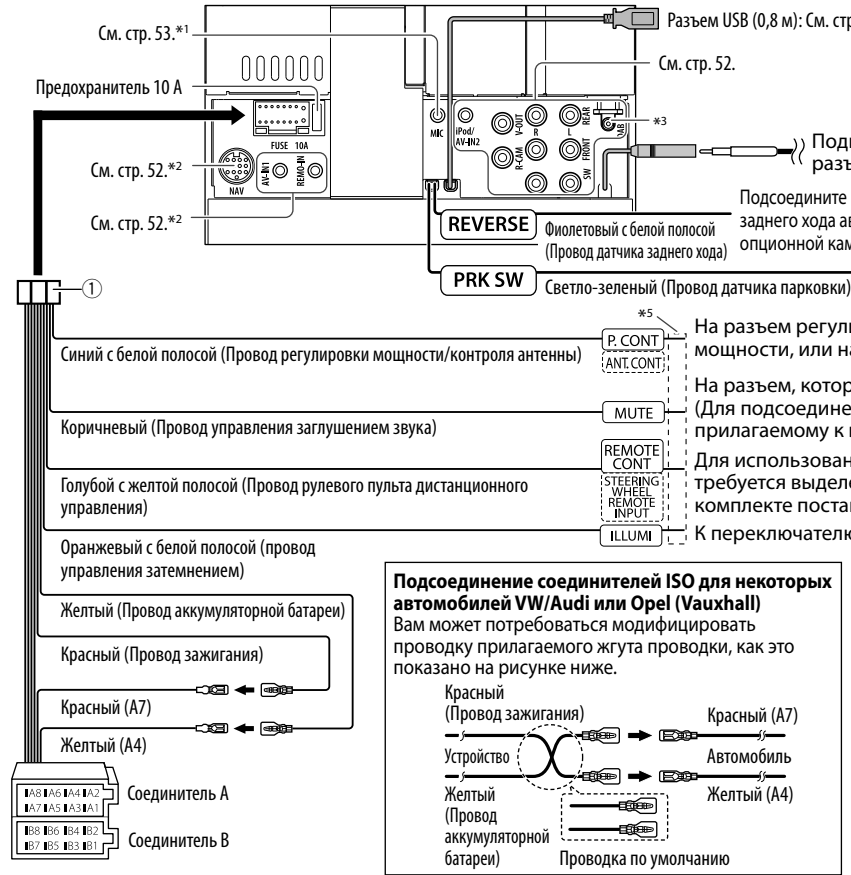 См. стр. 53.*1
Разъем USB (0,8 м): См. стр
См. стр. 52.
Предохранитель 10 А
*3
FUSE 10A
MIC
iPod/
AV-IN2
V-OUT
R
L
REAR
R-CAM
FRONT
SW
DAB
См. стр. 52.*2
NAV
AV-IN1
REMO-IN
См. стр. 52.*2
Подсоедините
заднего хода ав
опционной кам
REVERSE
Фиолетовый с белой полосой
(Провод датчика заднего хода)
PRK SW
Светло-зеленый (Провод датчика парковки)
①
*5
Синий с белой полосой (Провод регулировки мощности/контроля антенны)
P. CONT
ANT. CONT
На разъем регули
мощности, или на
Коричневый (Провод управления заглушением звука)
MUTE
На разъем, котор
(Для подсоедине
прилагаемому к
Голубой с желтой полосой (Провод рулевого пульта дистанционного
управления)
REMOTE
CONT
STEERING
WHEEL
REMOTE
INPUT
Для использован
требуется выдел
комплекте поста
Оранжевый с белой полосой (провод
управления затемнением)
ILLUMI
К переключателю
Желтый (Провод аккумуляторной батареи)
Красный (Провод зажигания)
Красный (A7)
Желтый (A4)
A8 A6 A4 A2
A7 A5 A3 A1
Соединитель A
B8 B6 B4 B2
B7 B5 B3 B1
Соединитель B
Подсоединение соединителей ISO для некоторых
автомобилей VW/Audi или Opel (Vauxhall)
Вам может потребоваться модифицировать
проводку прилагаемого жгута проводки, как это
показано на рисунке ниже.
Красный
(Провод зажигания)
Красный (A7)
Устройство
Автомобиль
Желтый
(Провод
аккумуляторной
батареи)
Желтый (A4)
Проводка по умолчанию